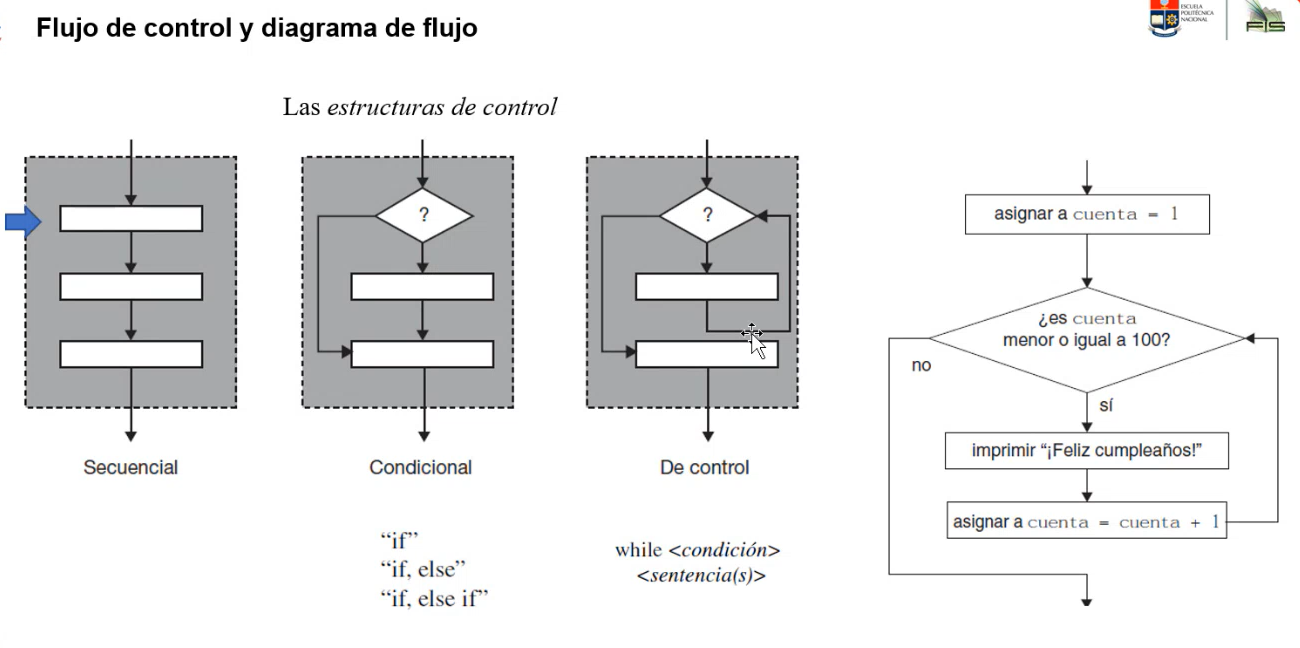 Flujo de control y diagrama de flujo
ESCUELA
POLITÉCNICA
NACIONAL
Las estructuras de control
?
?
Secuencial
Condicional
De control
“if”
“if, else”
“if, else if”
while <condición>
<sentencia(s)>
asignar a cuenta = 1
¿es cuenta
menor o igual a 100?
no
sí
imprimir “¡Feliz cumpleaños!”
asignar a cuenta = cuenta + 1